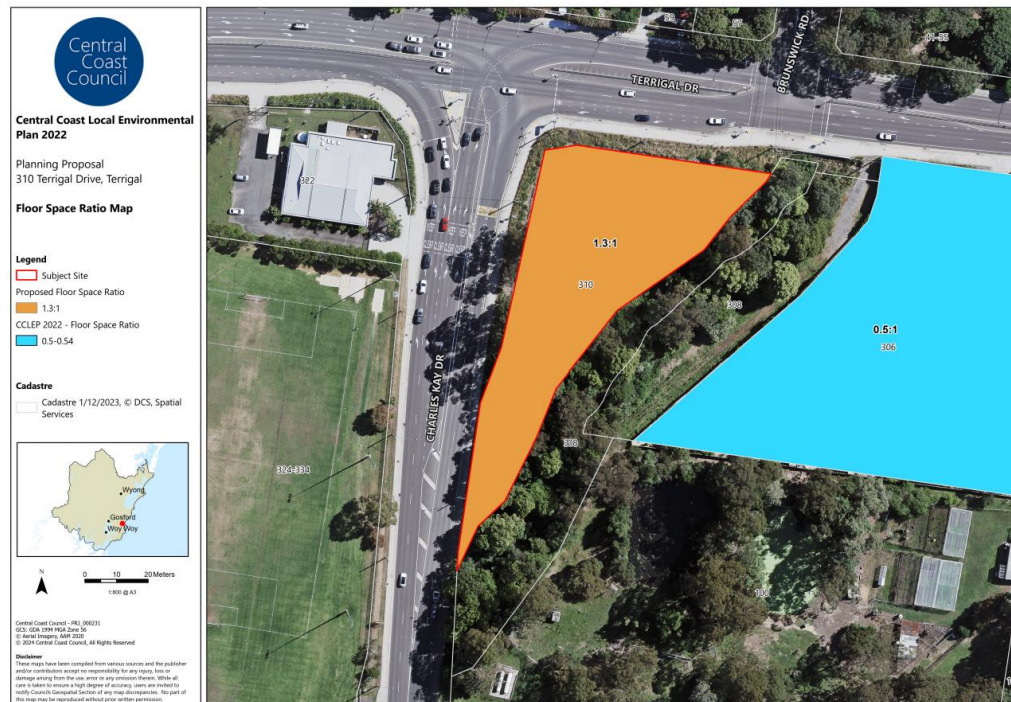 Central
Coast
Council
Central Coast Local Environmental
Plan 2022
Planning Proposal
310 Terrigal Drive, Terrigal
Floor Space Ratio Map
Legend
Subject Site
Proposed Floor Space Ratio
1.3:1
CCLEP 2022 - Floor Space Ratio
0.5-0.54
Cadastre
Cadastre 1/12/2023, © DCS, Spatial
Services
Wyong
Gosford
Woy Woy
N
0 10 20 Meters
1:800 @ A3
Central Coast Council - PRJ_000231
GCS: GDA 1994 MGA Zone 56
© Aerial Imagery, AAM 2020
© 2024 Central Coast Council, All Rights Reserved
Disclaimer
These maps have been compiled from various sources and the publisher
and/or contributors accept no responsibility for any injury, loss or
damage arising from the use, error or any omission therein. While all
care is taken to ensure a high degree of accuracy, users are invited to
notify Councils Geospatial Section of any map discrepancies. No part of
this map may be reproduced without prior written permission.
59
57
41-55
BRUNSWICK RD
TERRIGAL DR
322
1.3:1
310
308
0.5:1
306
CHARLES KAY DR
324-334
308
100